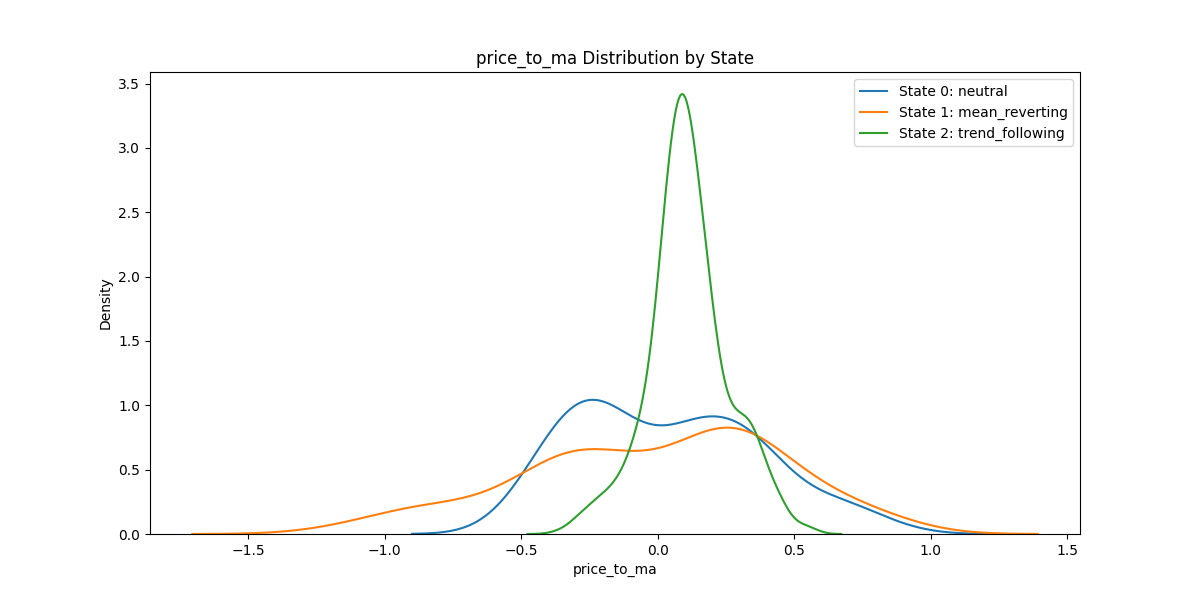 price_to_ma Distribution by State
State 0: neutral
State 1: mean_reverting
State 2: trend_following
Density
3.5
3.0
2.5
2.0
1.5
1.0
0.5
0.0
−1.5 −1.0 −0.5 0.0 0.5 1.0 1.5
price_to_ma